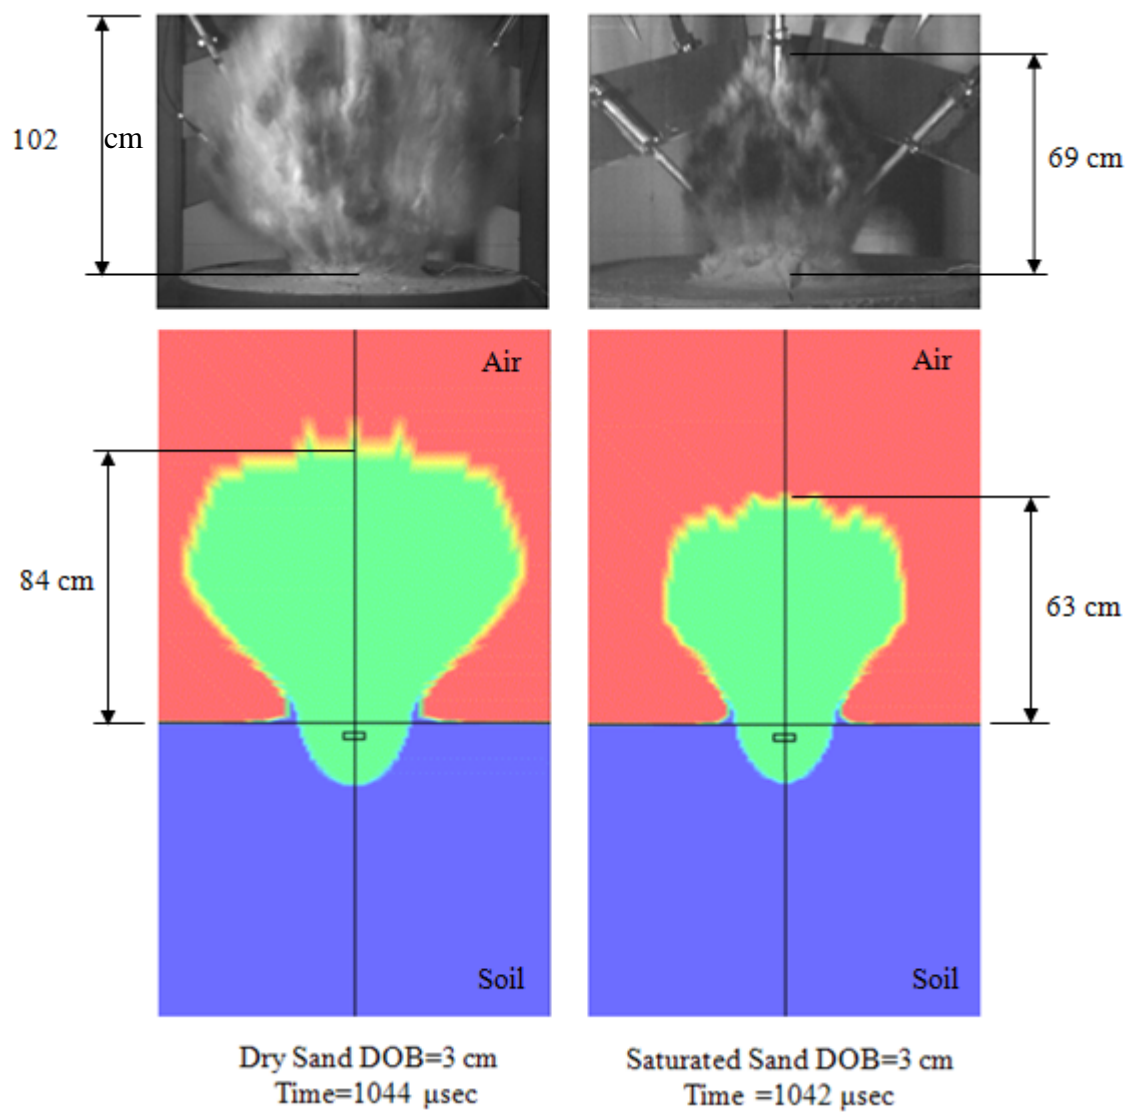 102 cm
69 cm
Air
Air
84 cm
63 cm
Soil
Soil
Dry Sand DOB=3 cm
Time=1044 µsec
Saturated Sand DOB=3 cm
Time =1042 µsec